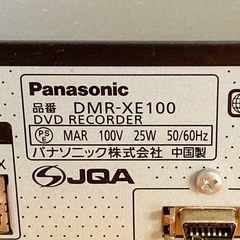 Panasonic
品番 DMR-XE100
DVD RECORDER
PS E MAR 100V 25W 50/60Hz
パナソニック株式会社 中国製
JQA